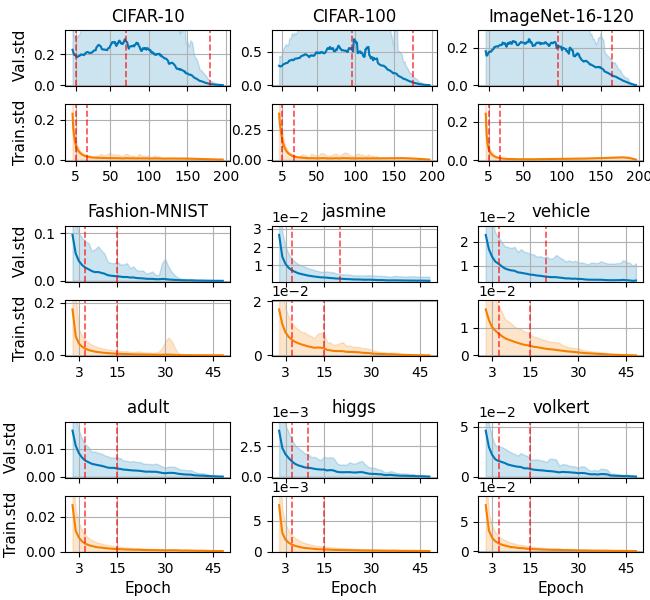 CIFAR-10 CIFAR-100 ImageNet-16-120
Val.std 0.2 0.0 0.5 0.0 0.2 0.0
Train.std 0.2 0.0 0.25 0.00 0.2 0.0
5 50 100 150 200 5 50 100 150 200 5 50 100 150 200
Fashion-MNIST jasmine vehicle
1e−2 1e−2
Val.std 0.1 0.0 3 2 1 2 1
1e−2 1e−2
Train.std 0.2 0.0 2 0 1 0
3 15 30 45 3 15 30 45 3 15 30 45
adult higgs volkert
1e−3 1e−2
Val.std 0.01 0.00 2.5 0.0 5 0
1e−3 1e−2
Train.std 0.02 0.00 5 0 5 0
3 15 30 45 3 15 30 45 3 15 30 45
Epoch Epoch Epoch